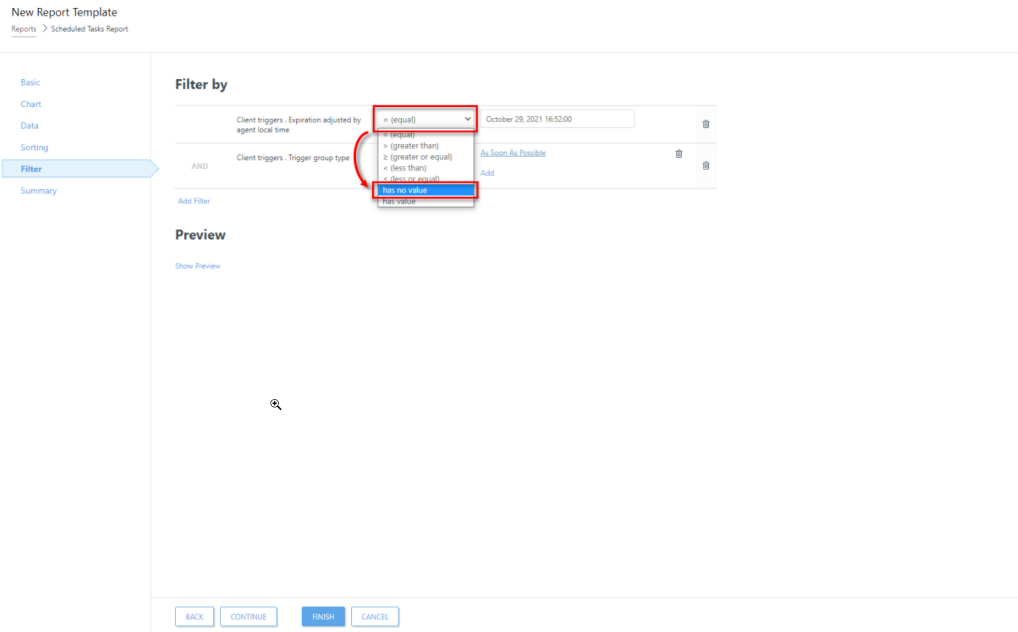 New Report Template
Reports > Scheduled Tasks Report
Basic
Chart
Data
Sorting
Filter
Summary
Filter by
Client triggers . Expiration adjusted by
agent local time
= (equal)
October 29, 2021 16:52:00
= (equal)
> (greater than)
≥ (greater or equal)
< (less than)
≤ (less or equal)
has no value
has value
AND
Client triggers . Trigger group type
As Soon As Possible
Add
Add Filter
Preview
Show Preview
BACK
CONTINUE
FINISH
CANCEL